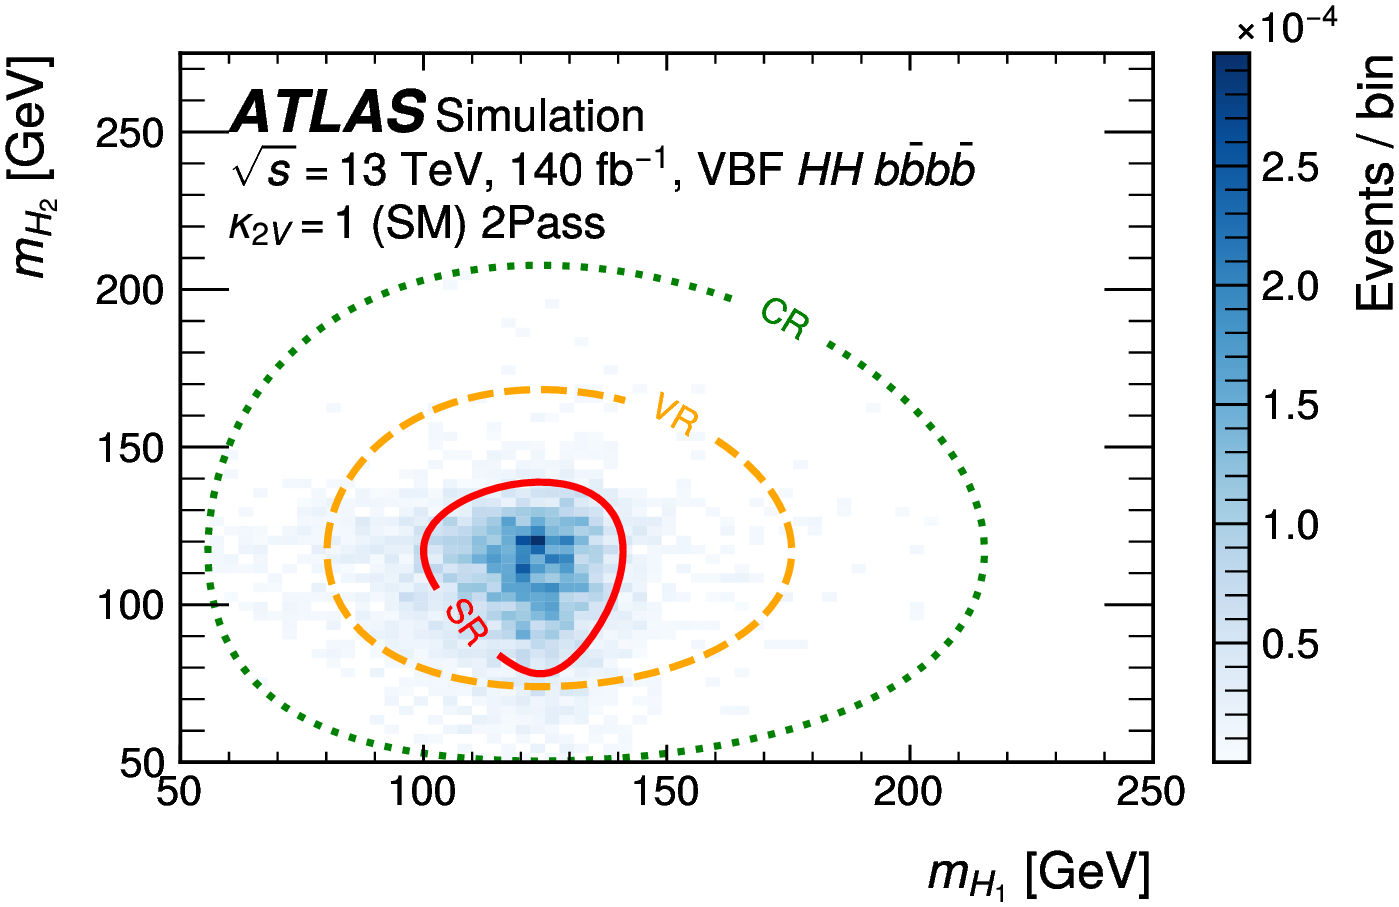 ×10⁻⁴
ATLAS Simulation
√s = 13 TeV, 140 fb⁻¹, VBF HH bb̄bb̄
κ₂V = 1 (SM) 2Pass
CR
VR
SR
250
200
150
100
50
50 100 150 200 250
m_H₁ [GeV]
m_H₂ [GeV]
2.5
2.0
1.5
1.0
0.5
Events / bin